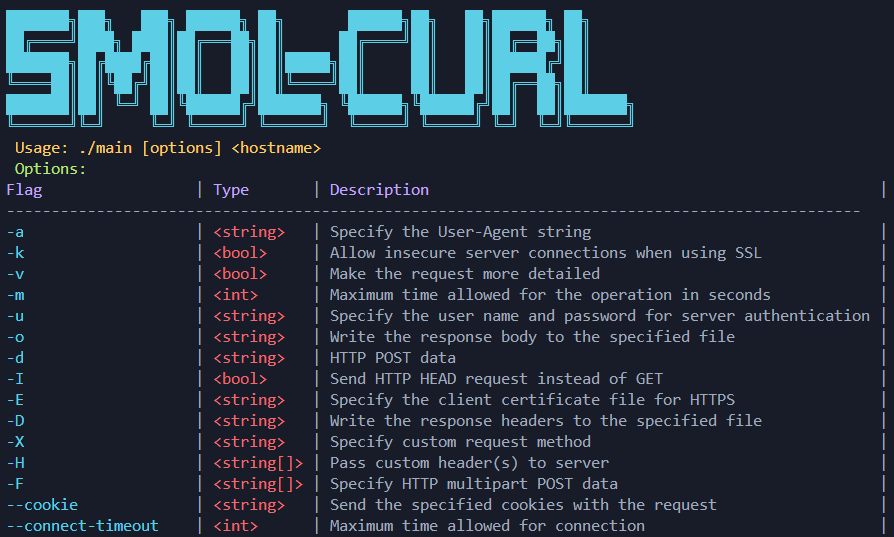 SMOL-CURL
Usage: ./main [options] <hostname>
Options:
Flag | Type | Description |
-----------------------------------------------------------------------------------------------
-a | <string> | Specify the User-Agent string |
-k | <bool> | Allow insecure server connections when using SSL |
-v | <bool> | Make the request more detailed |
-m | <int> | Maximum time allowed for the operation in seconds |
-u | <string> | Specify the user name and password for server authentication |
-o | <string> | Write the response body to the specified file |
-d | <string> | HTTP POST data |
-I | <bool> | Send HTTP HEAD request instead of GET |
-E | <string> | Specify the client certificate file for HTTPS |
-D | <string> | Write the response headers to the specified file |
-X | <string> | Specify custom request method |
-H | <string[]> | Pass custom header(s) to server |
-F | <string[]> | Specify HTTP multipart POST data |
--cookie | <string> | Send the specified cookies with the request |
--connect-timeout | <int> | Maximum time allowed for connection |